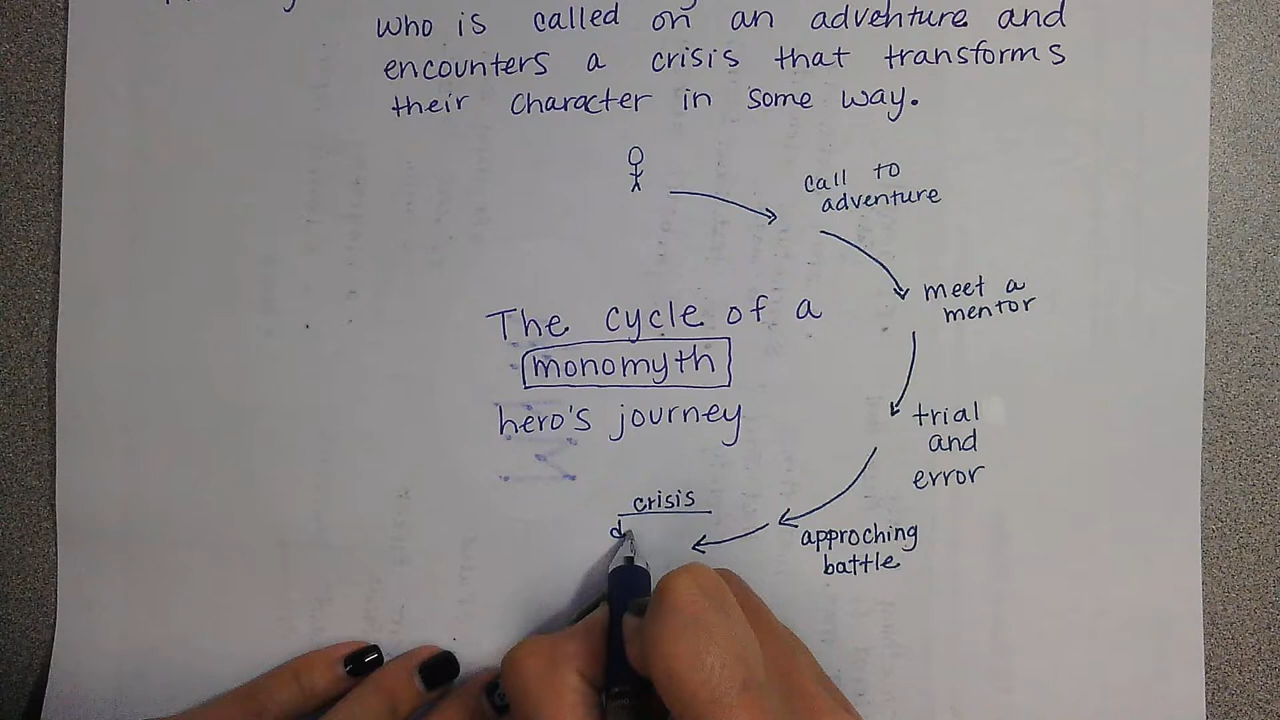 who is called on an adventure and
encounters a crisis that transforms
their character in some way.
call to
adventure
meet a
mentor
The cycle of a
monomyth
hero's journey
trial
and
error
crisis
d
approching
battle